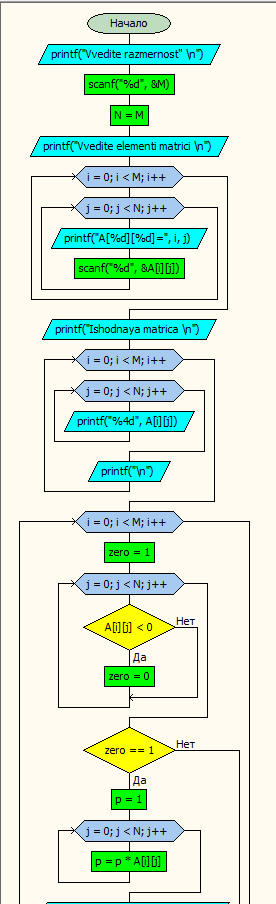 Начало
printf("Vvedite razmernost" \n")
scanf("%d", &M)
N = M
printf("Vvedite elementi matrici \n")
i = 0; i < M; i++
j = 0; j < N; j++
printf("A[%d][%d]=", i, j)
scanf("%d", &A[i][j])
printf("Ishodnaya matrica \n")
i = 0; i < M; i++
j = 0; j < N; j++
printf("%4d", A[i][j])
printf("\n")
i = 0; i < M; i++
zero = 1
j = 0; j < N; j++
A[i][j] < 0
Нет
Да
zero = 0
zero == 1
Нет
Да
p = 1
j = 0; j < N; j++
p = p * A[i][j]